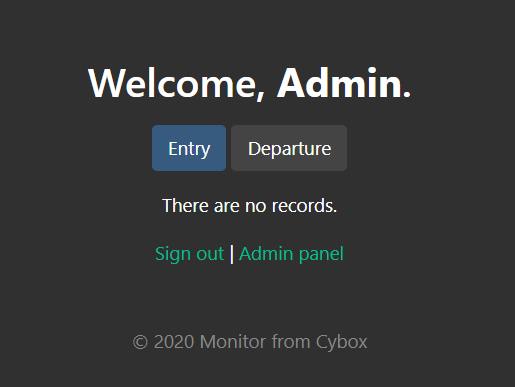 Welcome, Admin.
Entry Departure
There are no records.
Sign out | Admin panel
© 2020 Monitor from Cybox